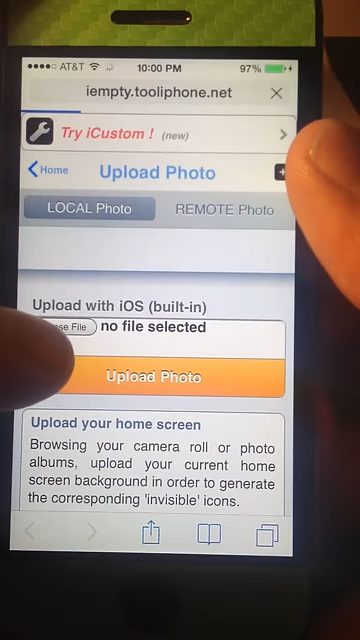 AT&T 10:00 PM 97%
iempty.tooliphone.net
Try iCustom ! (new)
Home Upload Photo
LOCAL Photo REMOTE Photo
Upload with iOS (built-in)
File no file selected
Upload Photo
Upload your home screen
Browsing your camera roll or photo
albums, upload your current home
screen background in order to generate
the corresponding 'invisible' icons.